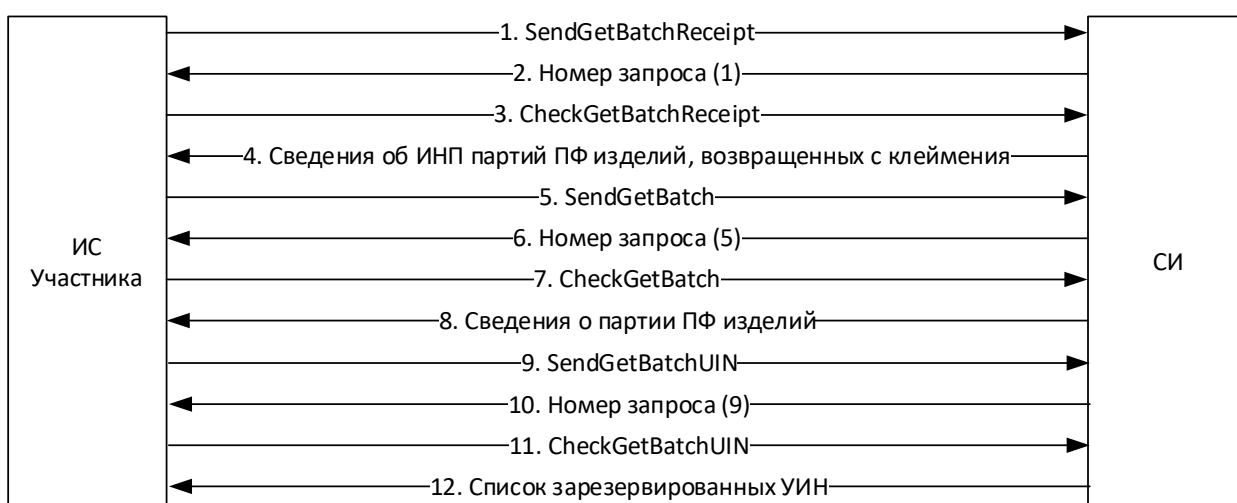 1. SendGetBatchReceipt
2. Номер запроса (1)
3. CheckGetBatchReceipt
4. Сведения об ИНП партий ПФ изделий, возвращенных с клеймения
5. SendGetBatch
6. Номер запроса (5)
7. CheckGetBatch
8. Сведения о партии ПФ изделий
9. SendGetBatchUIN
10. Номер запроса (9)
11. CheckGetBatchUIN
12. Список зарезервированных УИН
ИС
Участника
СИ